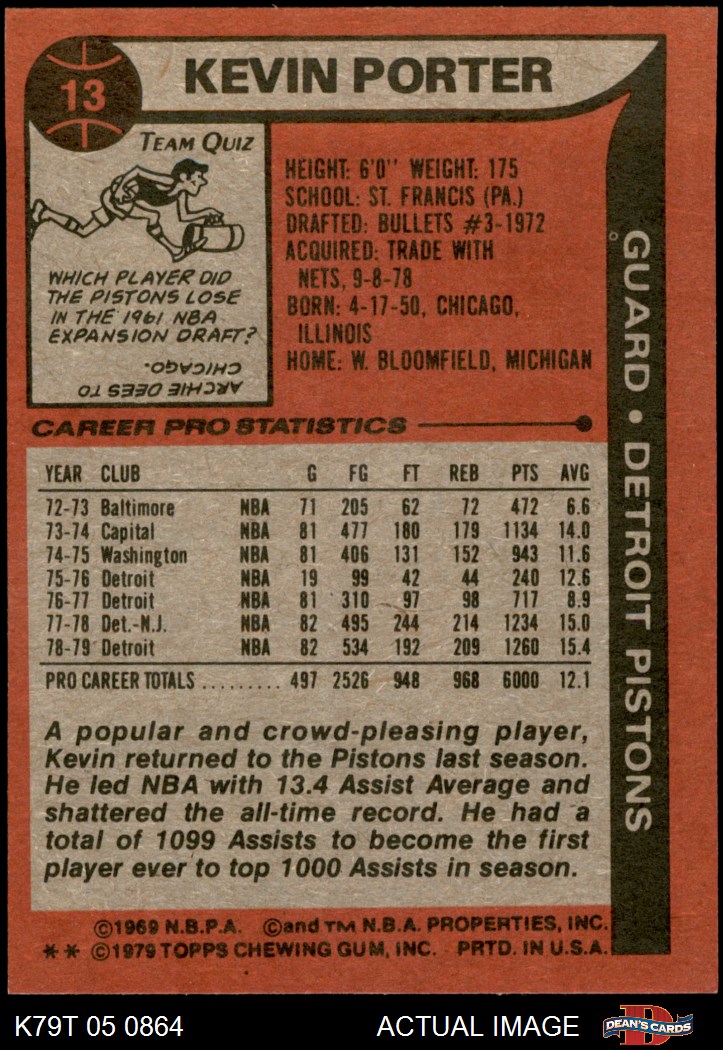 13
KEVIN PORTER
TEAM QUIZ
WHICH PLAYER DID
THE PISTONS LOSE
IN THE 1961 NBA
EXPANSION DRAFT?
ARCHIE DEES TO
CHICAGO.
HEIGHT: 6'0" WEIGHT: 175
SCHOOL: ST. FRANCIS (PA.)
DRAFTED: BULLETS #3-1972
ACQUIRED: TRADE WITH
NETS, 9-8-78
BORN: 4-17-50, CHICAGO,
ILLINOIS
HOME: W. BLOOMFIELD, MICHIGAN
GUARD • DETROIT PISTONS
CAREER PRO STATISTICS
YEAR CLUB G FG FT REB PTS AVG
72-73 Baltimore NBA 71 205 62 72 472 6.6
73-74 Capital NBA 81 477 180 179 1134 14.0
74-75 Washington NBA 81 406 131 152 943 11.6
75-76 Detroit NBA 19 99 42 44 240 12.6
76-77 Detroit NBA 81 310 97 98 717 8.9
77-78 Det.-N.J. NBA 82 495 244 214 1234 15.0
78-79 Detroit NBA 82 534 192 209 1260 15.4
PRO CAREER TOTALS ......... 497 2526 948 968 6000 12.1
A popular and crowd-pleasing player,
Kevin returned to the Pistons last season.
He led NBA with 13.4 Assist Average and
shattered the all-time record. He had a
total of 1099 Assists to become the first
player ever to top 1000 Assists in season.
©1969 N.B.P.A. ©and TM N.B.A. PROPERTIES, INC.
** ©1979 TOPPS CHEWING GUM, INC. PRTD. IN U.S.A.
K79T 05 0864 ACTUAL IMAGE
D
DEAN'S CARDS